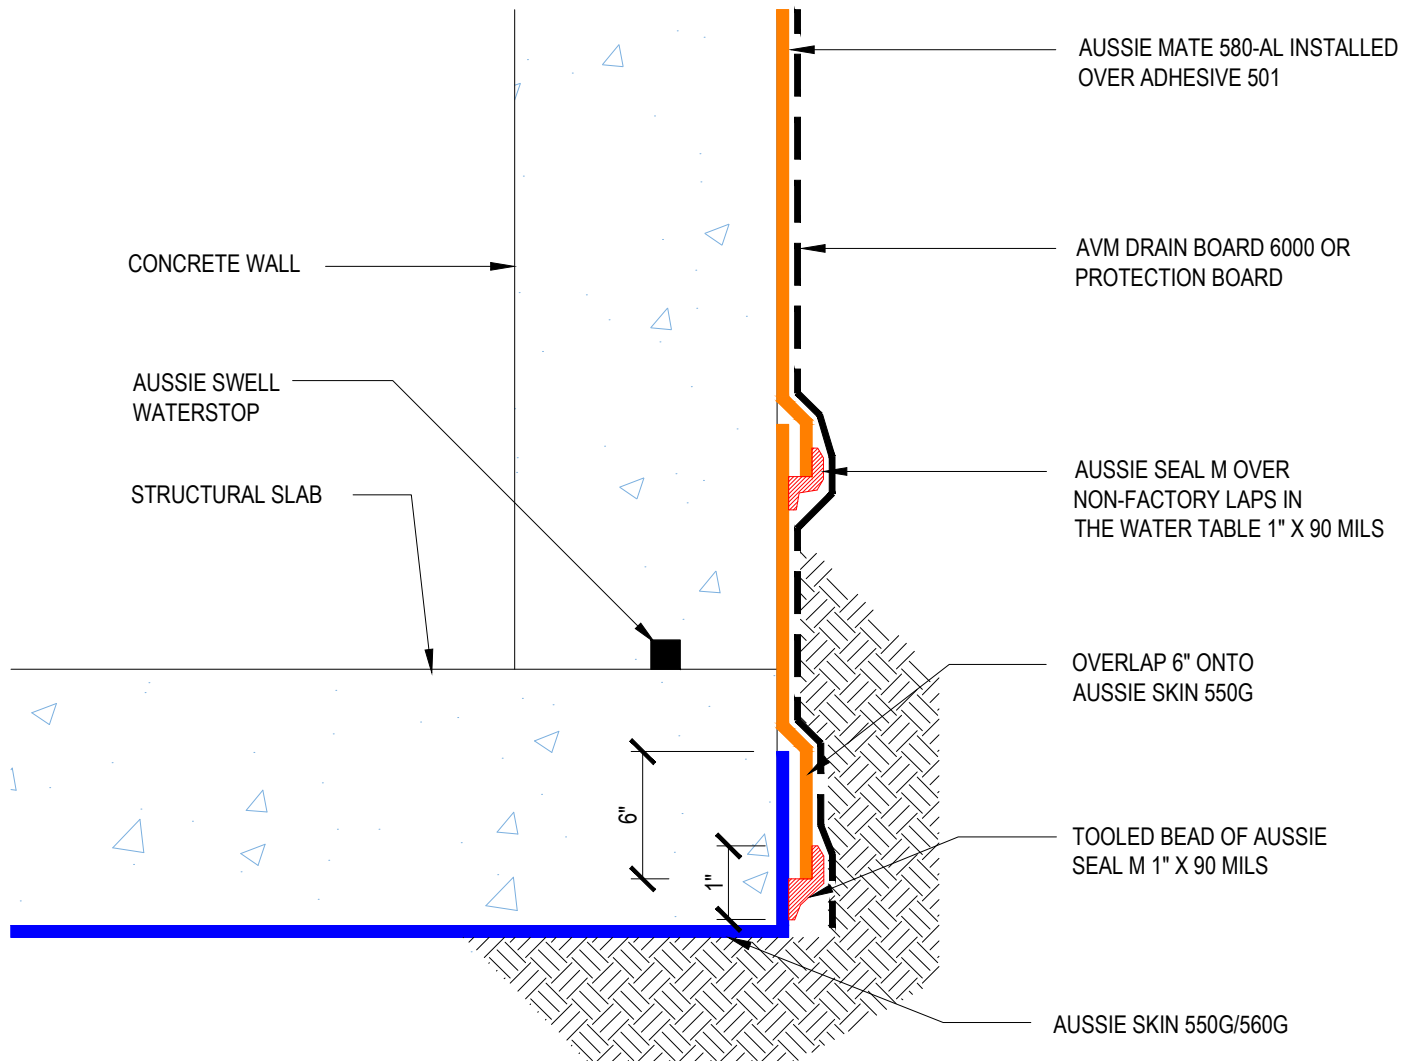 AUSSIE MATE 580-AL INSTALLED
OVER ADHESIVE 501
AVM DRAIN BOARD 6000 OR
PROTECTION BOARD
CONCRETE WALL
AUSSIE SWELL
WATERSTOP
STRUCTURAL SLAB
AUSSIE SEAL M OVER
NON-FACTORY LAPS IN
THE WATER TABLE 1" X 90 MILS
OVERLAP 6" ONTO
AUSSIE SKIN 550G
6"
1"
TOOLED BEAD OF AUSSIE
SEAL M 1" X 90 MILS
AUSSIE SKIN 550G/560G